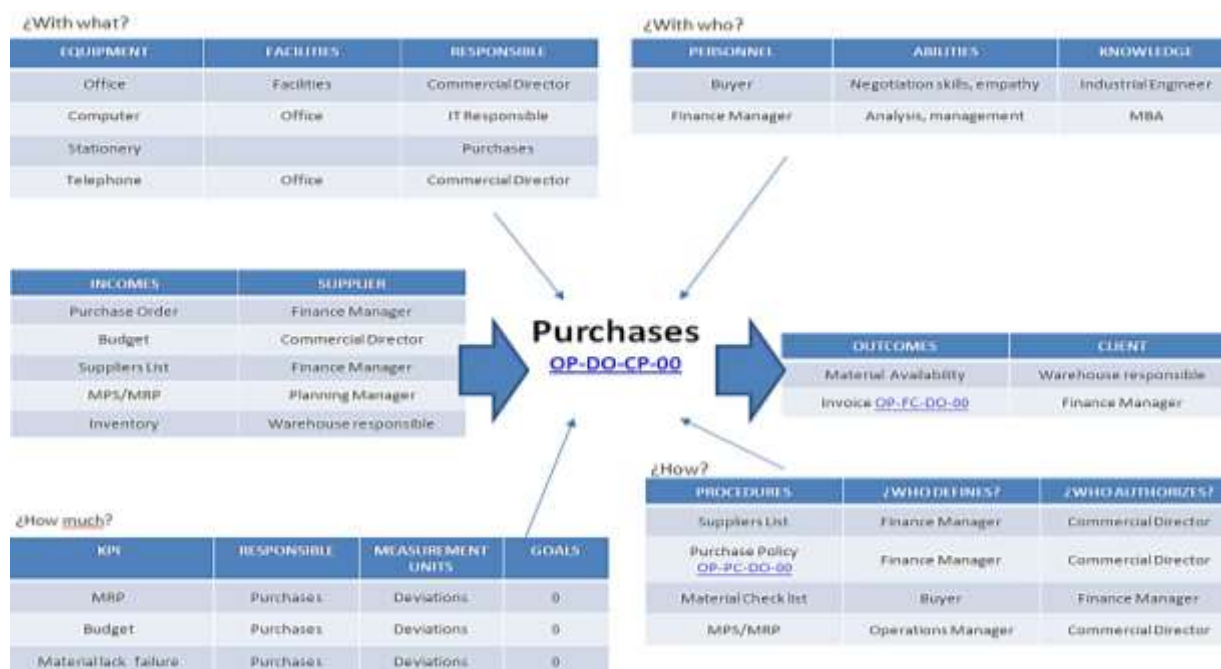 ¿With what?
EQUIPMENT FACILITIES RESPONSIBLE
Office Facilities Commercial Director
Computer Office IT Responsible
Stationery Purchases
Telephone Office Commercial Director
¿With who?
PERSONNEL ABILITIES KNOWLEDGE
Buyer Negotiation skills, empathy Industrial Engineer
Finance Manager Analysis, management MBA
INCOMES SUPPLIER
Purchase Order Finance Manager
Budget Commercial Director
Suppliers List Finance Manager
MPS/MRP Planning Manager
Inventory Warehouse responsible
Purchases
OP-DO-CP-00
OUTCOMES CLIENT
Material Availability Warehouse responsible
Invoice OP-FC-DO-00 Finance Manager
¿How much?
KPI RESPONSIBLE MEASUREMENT UNITS GOALS
MRP Purchases Deviations 0
Budget Purchases Deviations 0
Material lack failure Purchases Deviations 0
¿How?
PROCEDURES ¿WHO DEFINES? ¿WHO AUTHORIZES?
Suppliers List Finance Manager Commercial Director
Purchase Policy
OP-PC-DO-00 Finance Manager Commercial Director
Material Check list Buyer Finance Manager
MPS/MRP Operations Manager Commercial Director